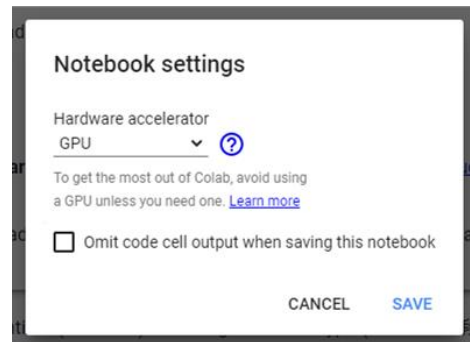 Notebook settings
Hardware accelerator
GPU
To get the most out of Colab, avoid using
a GPU unless you need one. Learn more
Omit code cell output when saving this notebook
CANCEL SAVE